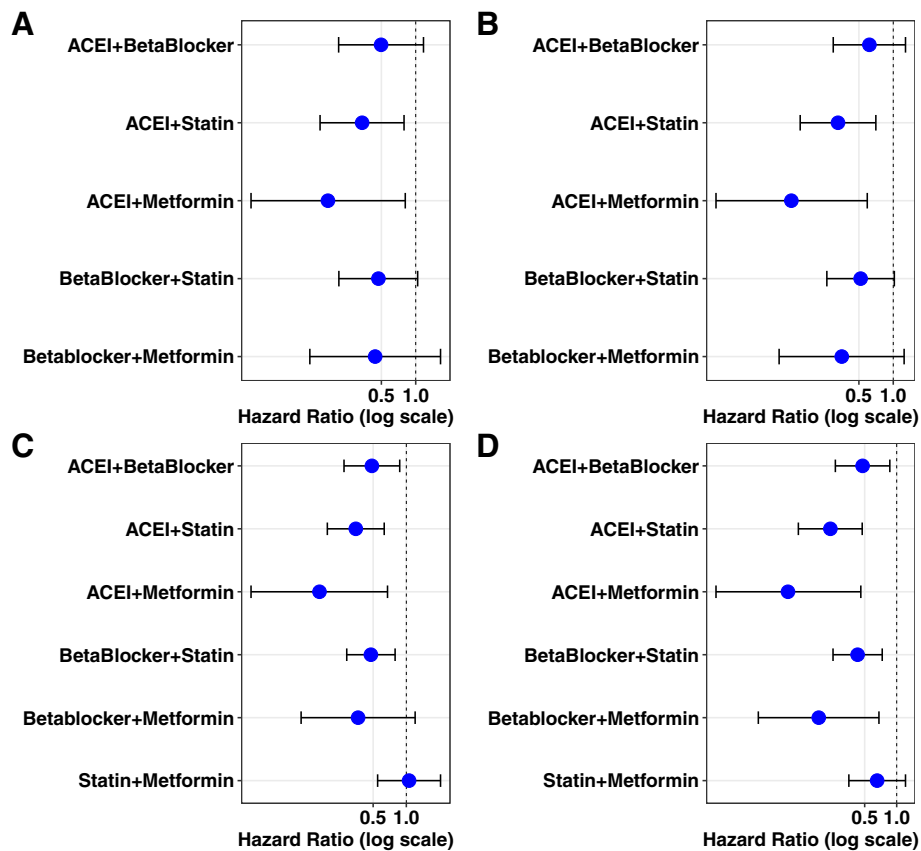 A
ACEI+BetaBlocker
ACEI+Statin
ACEI+Metformin
BetaBlocker+Statin
Betablocker+Metformin
0.5 1.0
Hazard Ratio (log scale)
B
ACEI+BetaBlocker
ACEI+Statin
ACEI+Metformin
BetaBlocker+Statin
Betablocker+Metformin
0.5 1.0
Hazard Ratio (log scale)
C
ACEI+BetaBlocker
ACEI+Statin
ACEI+Metformin
BetaBlocker+Statin
Betablocker+Metformin
Statin+Metformin
0.5 1.0
Hazard Ratio (log scale)
D
ACEI+BetaBlocker
ACEI+Statin
ACEI+Metformin
BetaBlocker+Statin
Betablocker+Metformin
Statin+Metformin
0.5 1.0
Hazard Ratio (log scale)